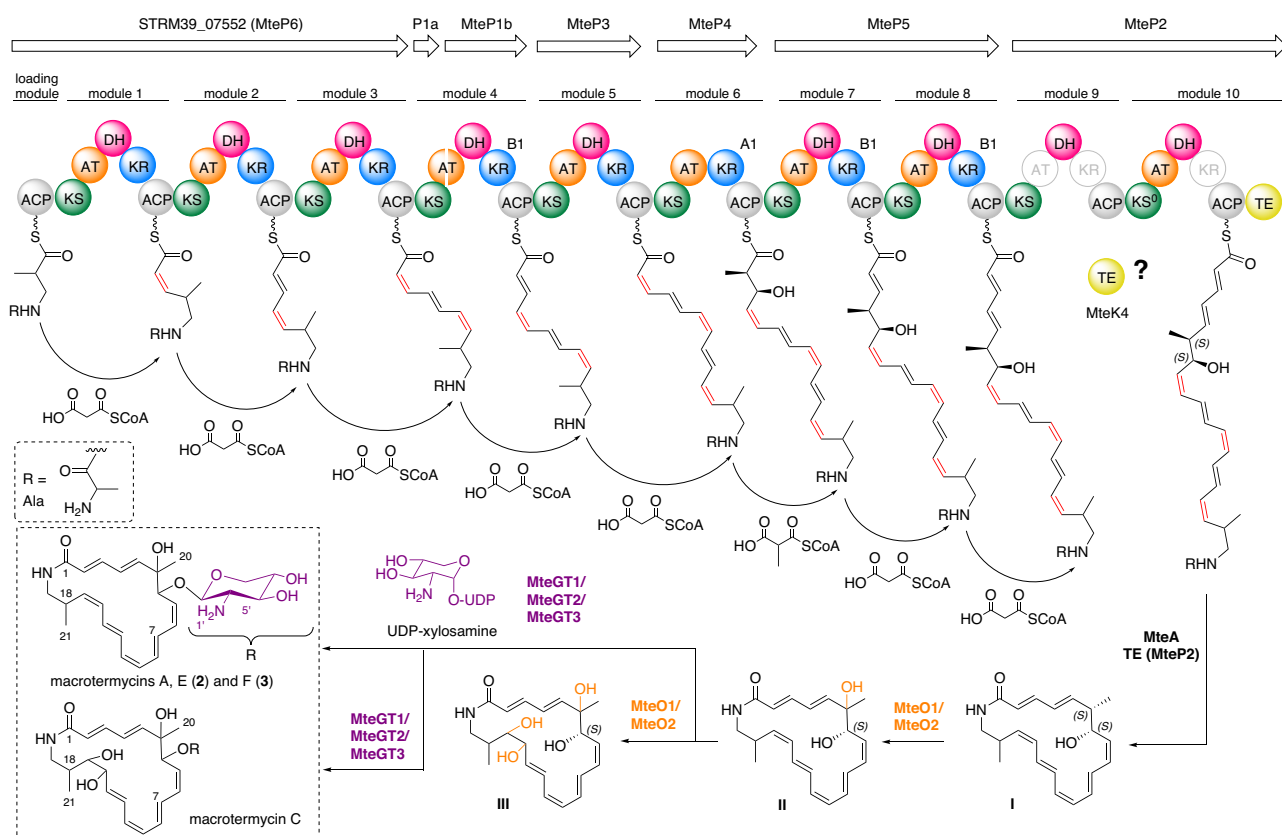 STRM39_07552 (MteP6) P1a MteP1b MteP3 MteP4 MteP5 MteP2
loading
module module 1 module 2 module 3 module 4 module 5 module 6 module 7 module 8 module 9 module 10
DH DH DH DH B1 DH A1 DH B1 DH B1 DH DH
AT KR AT KR AT KR AT KR AT KR AT KR AT KR AT KR AT KR AT KR
ACP KS ACP KS ACP KS ACP KS ACP KS ACP KS ACP KS ACP KS ACP KS ACP KS⁰ ACP TE
S S S S S S S S S S
O O O O O O O O O O
OH OH OH (S)
(S) OH
TE ?
MteK4
RHN RHN RHN RHN RHN RHN RHN RHN RHN RHN
O O
HO SCoA
O O
HO SCoA
O O
HO SCoA
O O
HO SCoA
O O
HO SCoA
O O
HO SCoA
O O
HO SCoA
O O
HO SCoA
R =
Ala
O
H₂N
O
HN
1
OH
20
O
O
OH
OH
H₂N
1'
5'
18
21
7
R
macrotermycins A, E (2) and F (3)
HO
HO
O
H₂N
O-UDP
UDP-xylosamine
MteGT1/
MteGT2/
MteGT3
MteGT1/
MteGT2/
MteGT3
O
HN
1
OH
20
OR
OH
HO
18
21
7
macrotermycin C
O
HN
OH
OH
HO
HO
(S)
III
MteO1/
MteO2
O
HN
OH
HO
(S)
II
MteO1/
MteO2
O
HN
(S)
HO
(S)
I
MteA
TE (MteP2)